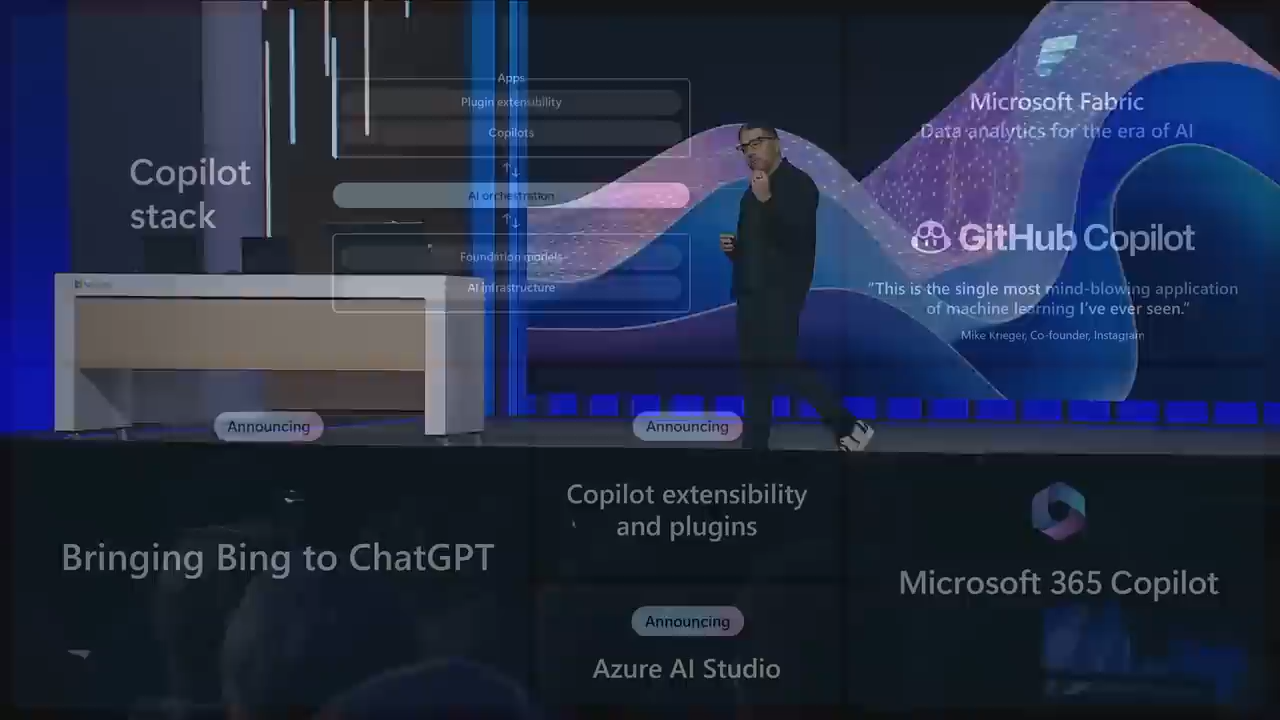 Copilot
stack
Apps
Plugin extensibility
Copilots
AI orchestration
Foundation models
AI infrastructure
Microsoft Fabric
Data analytics for the era of AI
GitHub Copilot
“This is the single most mind-blowing application
of machine learning I’ve ever seen.”
Mike Krieger, Co-founder, Instagram
Announcing
Bringing Bing to ChatGPT
Announcing
Copilot extensibility
and plugins
Announcing
Azure AI Studio
Microsoft 365 Copilot